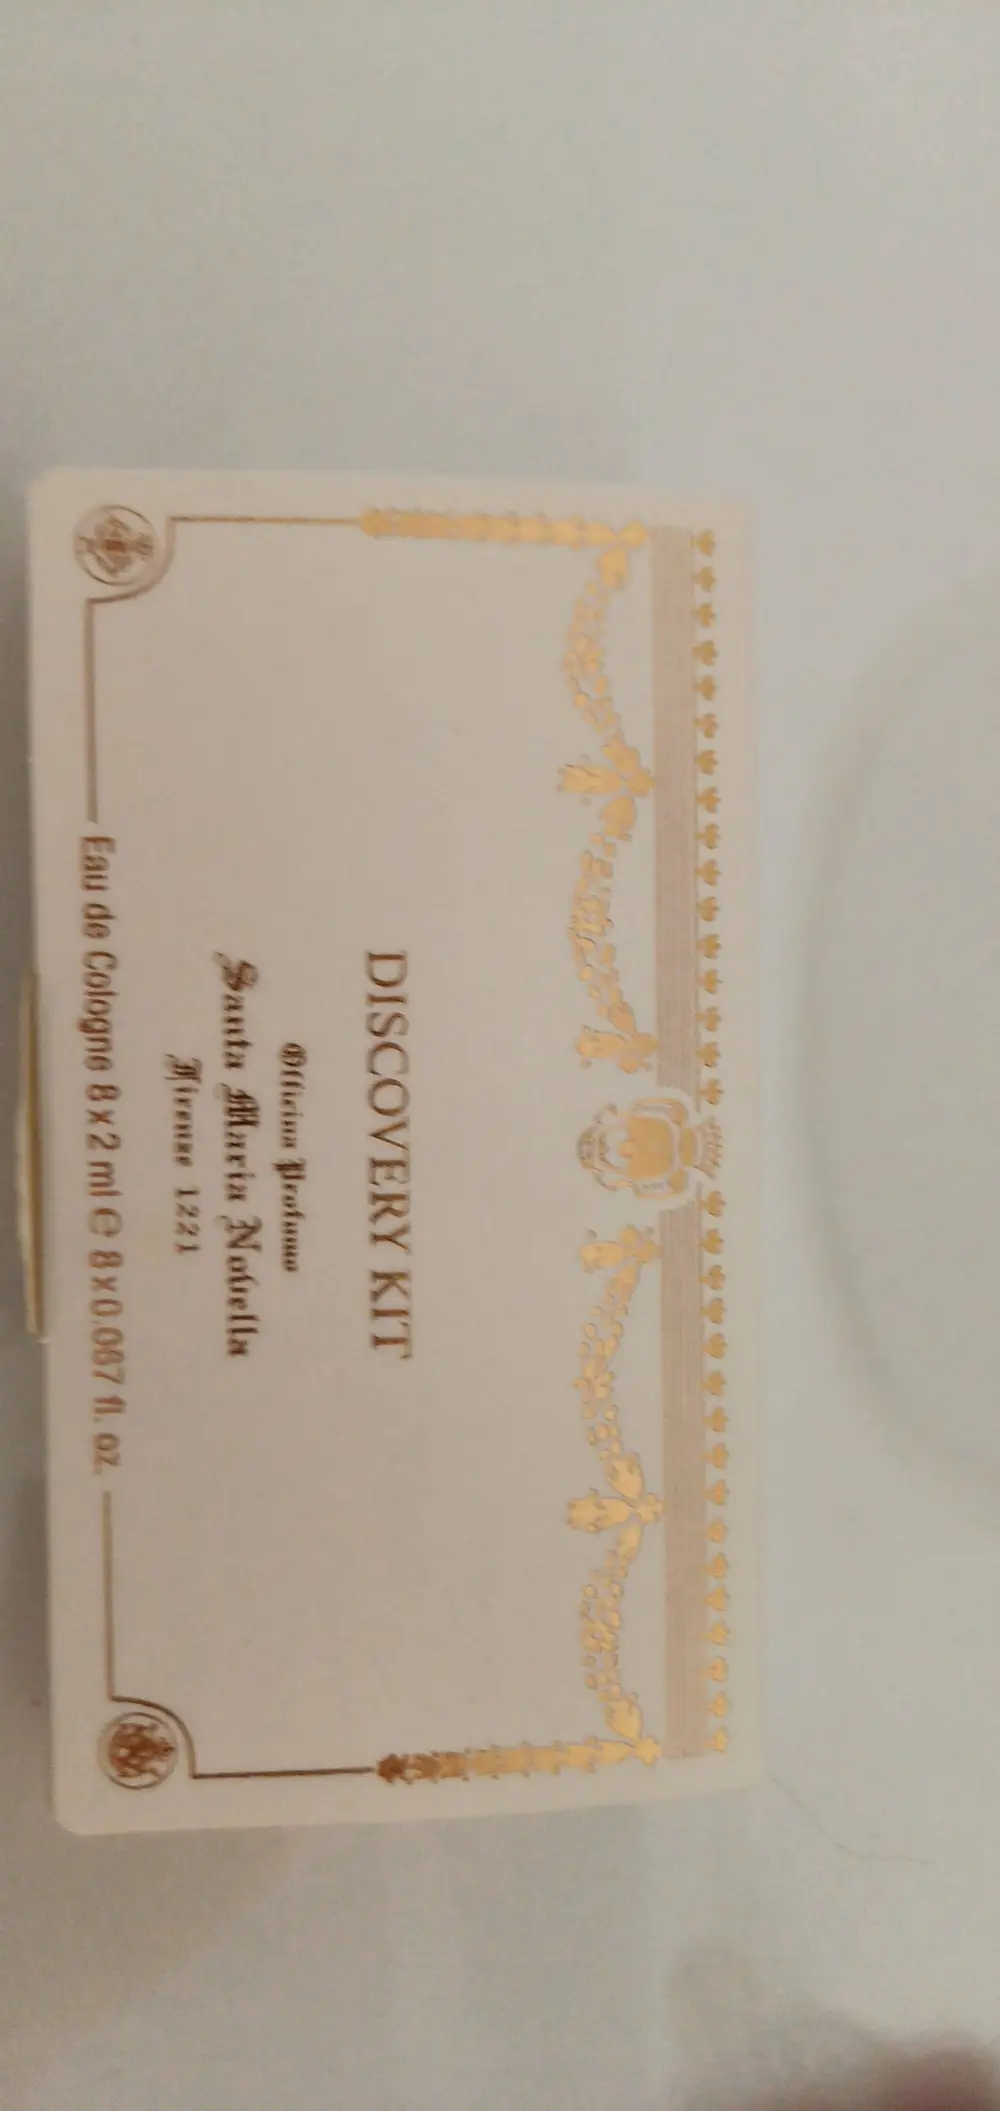 DISCOVERY KIT
Officina Profumo
Santa Maria Novella
Firenze 1221
Eau de Cologne 8 x 2 ml ℮ 8 x 0.067 fl. oz.